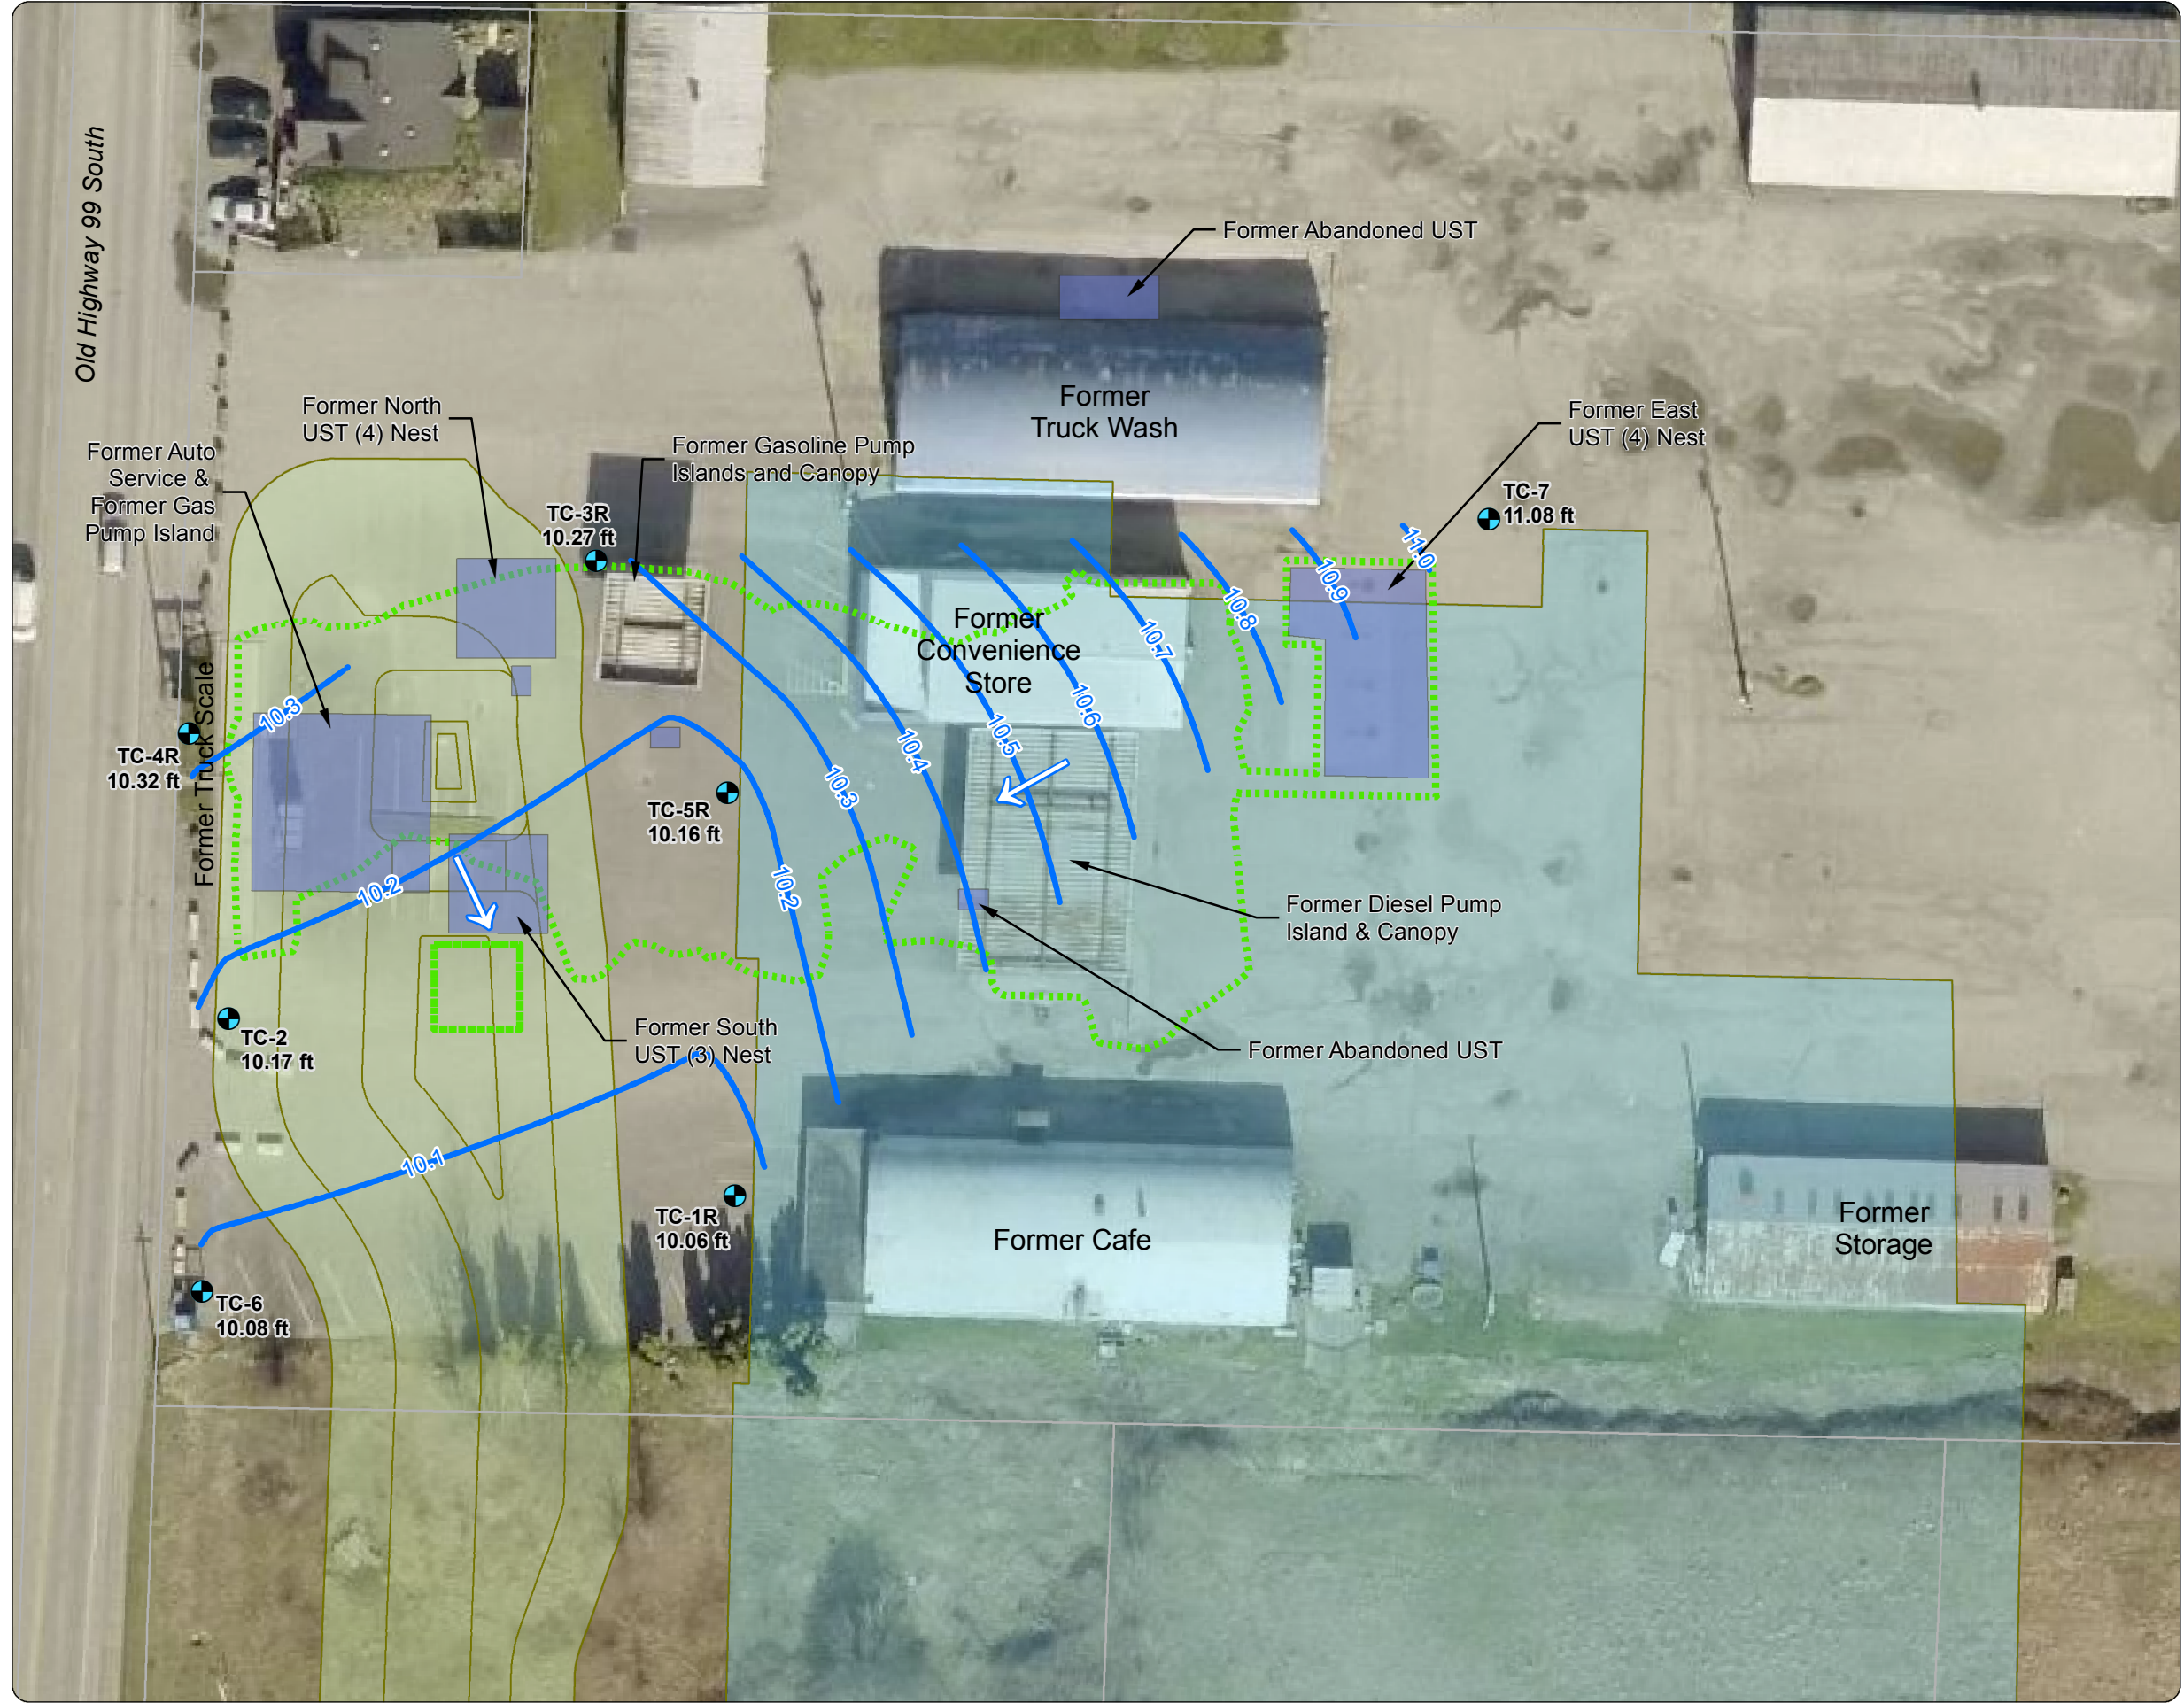 Old Highway 99 South
Former Abandoned UST
Former
Truck Wash
Former North
UST (4) Nest
Former Auto
Service &
Former Gas
Pump Island
Former Gasoline Pump
Islands and Canopy
Former East
UST (4) Nest
TC-7
11.08 ft
TC-3R
10.27 ft
11.0
10.9
10.8
10.7
10.6
10.5
10.4
10.3
10.2
Former
Convenience
Store
10.3
TC-4R
10.32 ft
Former Truck Scale
TC-5R
10.16 ft
10.2
Former Diesel Pump
Island & Canopy
TC-2
10.17 ft
Former South
UST (3) Nest
Former Abandoned UST
10.1
TC-1R
10.06 ft
Former Cafe
Former
Storage
TC-6
10.08 ft